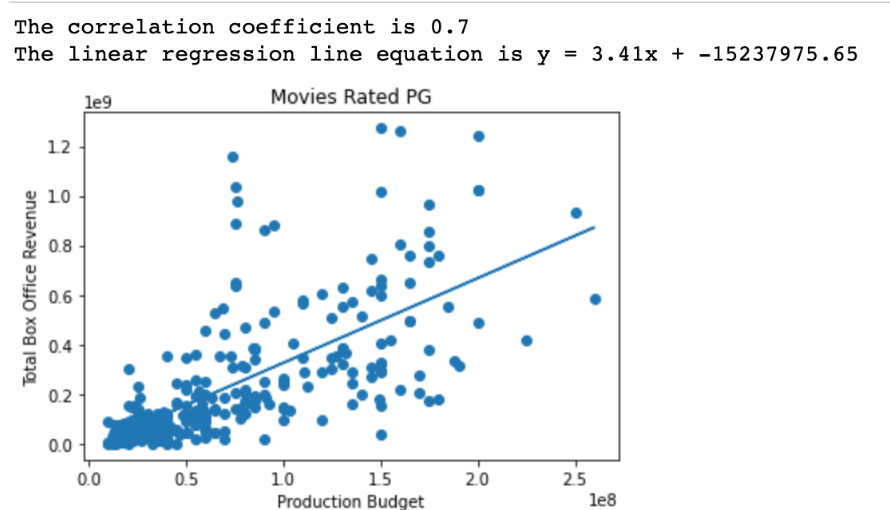 The correlation coefficient is 0.7
The linear regression line equation is y = 3.41x + -15237975.65
Movies Rated PG
1e9
1.2
1.0
0.8
0.6
0.4
0.2
0.0
Total Box Office Revenue
0.0 0.5 1.0 1.5 2.0 2.5
1e8
Production Budget